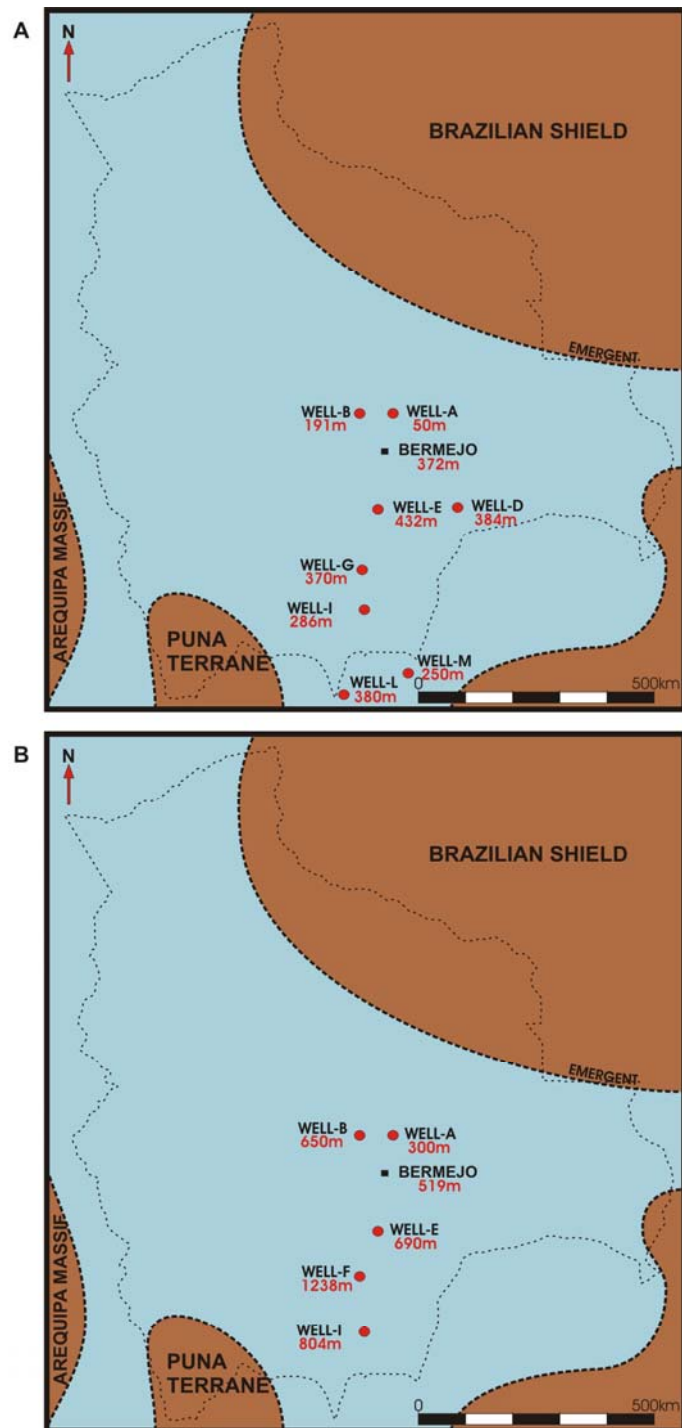 A
N
BRAZILIAN SHIELD
EMERGENT
WELL-B
191m
WELL-A
50m
BERMEJO
372m
WELL-E
432m
WELL-D
384m
WELL-G
370m
WELL-I
286m
AREQUIPA MASSIF
PUNA
TERRANE
WELL-M
250m
WELL-L
380m
0
500km
B
N
BRAZILIAN SHIELD
EMERGENT
WELL-B
650m
WELL-A
300m
BERMEJO
519m
WELL-E
690m
WELL-F
1238m
WELL-I
804m
AREQUIPA MASSIF
PUNA
TERRANE
0
500km